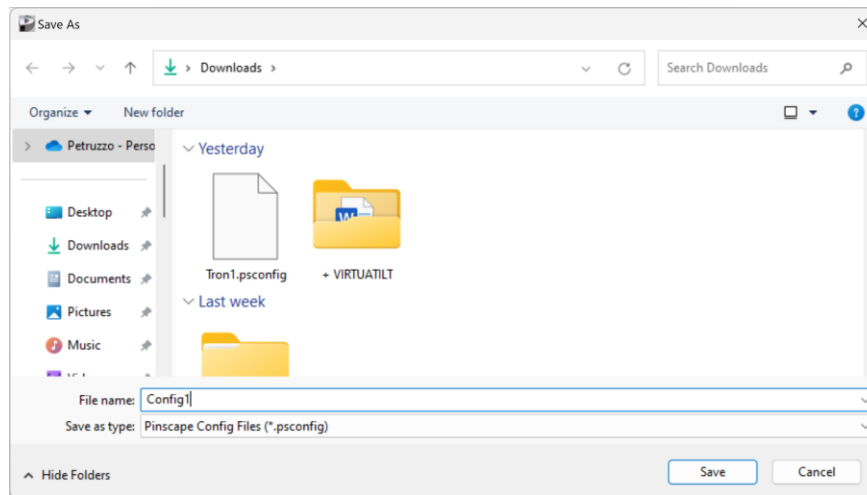 Save As
Downloads
Search Downloads
Organize
New folder
Petruzzo - Perso
Desktop
Downloads
Documents
Pictures
Music
Yesterday
Tron1.psconfig
+ VIRTUATILT
Last week
File name: Config1
Save as type: Pinscape Config Files (*.psconfig)
Hide Folders
Save
Cancel